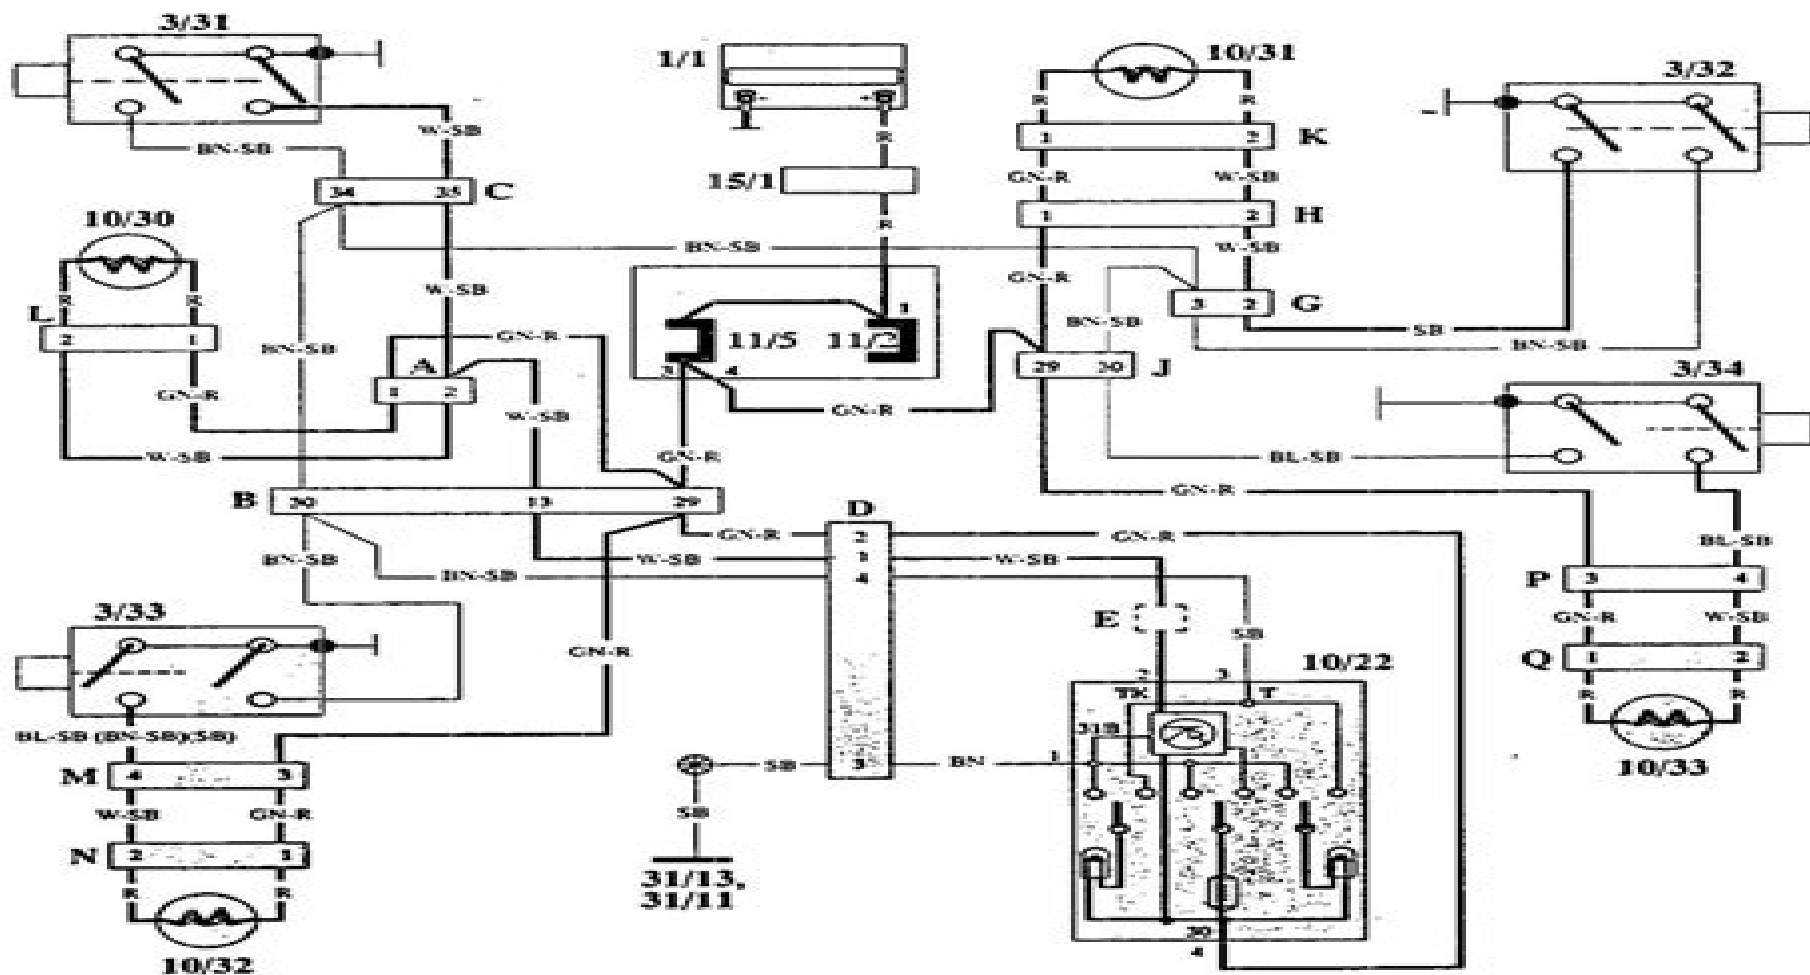 3/31
1/1
10/31
3/32
R
R
R
W-SB
BN-SB
1 2 K
34 35 C
15/1
GN-R
W-SB
10/30
1 2 H
R
BN-SB
W-SB
GN-R
W-SB
R
R
L
3 2 G
1
2 1
BN-SB
GN-R
11/5
BN-SB
SB
BN-SB
A
29 30 J
3/34
3 4
1 2
GN-R
W-SB
GN-R
W-SB
GN-R
BL-SB
B
30 13 29
GN-R
D
BN-SB
GN-R
2
GN-R
BL-SB
W-SB
W-SB
BN-SB
4
P 3 4
3/33
E
GN-R
W-SB
SB
GN-R
Q 1 2
10/22
2 3
TK T
R
R
BL-SB (BN-SB)(SB)
31B
M 4 3
SB
BN
1
10/33
W-SB
GN-R
SB
N 2 1
31/13,
31/11
R
R
30
4
10/32